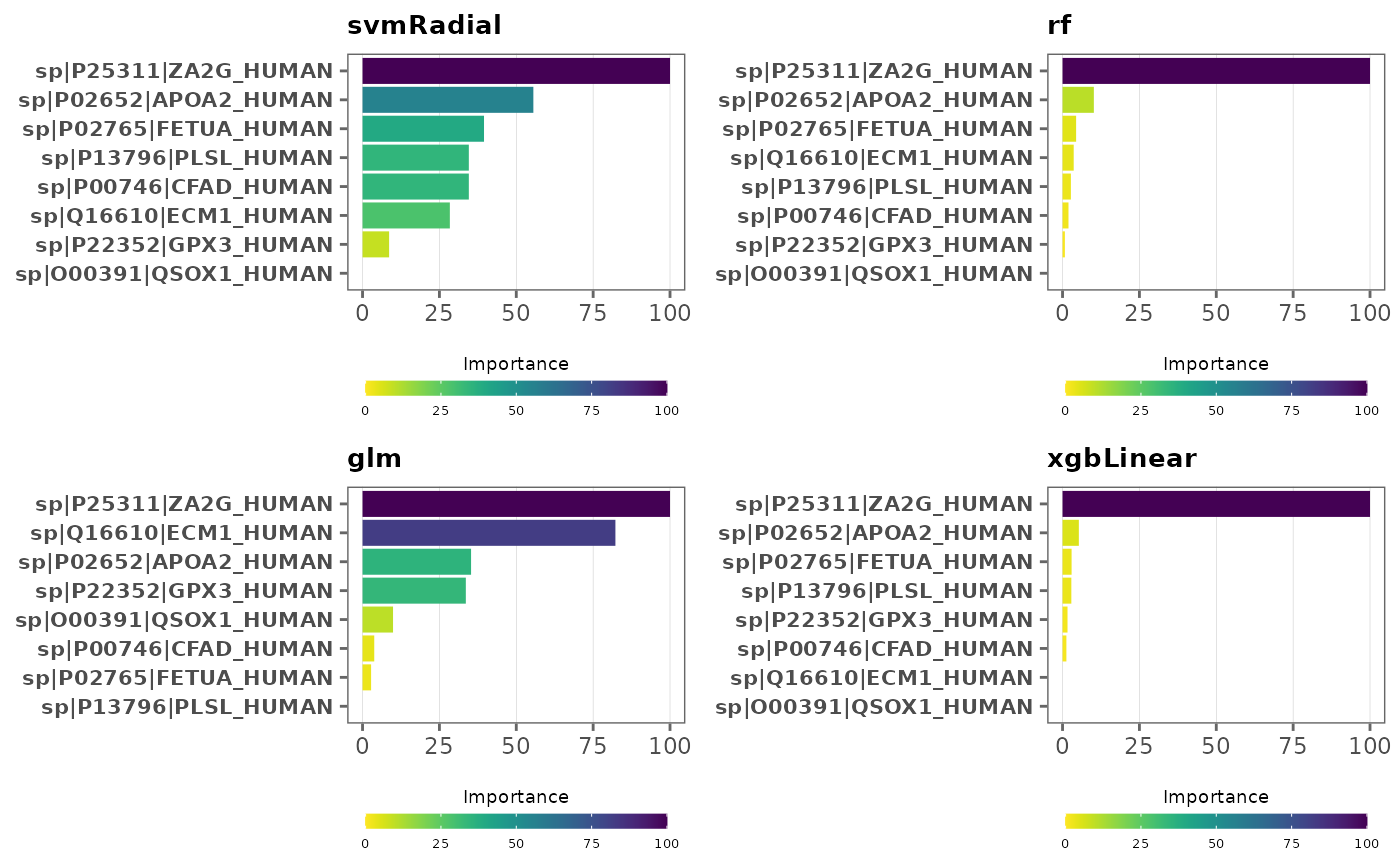 svmRadial
sp|P25311|ZA2G_HUMAN
sp|P02652|APOA2_HUMAN
sp|P02765|FETUA_HUMAN
sp|P13796|PLSL_HUMAN
sp|P00746|CFAD_HUMAN
sp|Q16610|ECM1_HUMAN
sp|P22352|GPX3_HUMAN
sp|O00391|QSOX1_HUMAN
0 25 50 75 100
Importance
0 25 50 75 100
rf
sp|P25311|ZA2G_HUMAN
sp|P02652|APOA2_HUMAN
sp|P02765|FETUA_HUMAN
sp|Q16610|ECM1_HUMAN
sp|P13796|PLSL_HUMAN
sp|P00746|CFAD_HUMAN
sp|P22352|GPX3_HUMAN
sp|O00391|QSOX1_HUMAN
0 25 50 75 100
Importance
0 25 50 75 100
glm
sp|P25311|ZA2G_HUMAN
sp|Q16610|ECM1_HUMAN
sp|P02652|APOA2_HUMAN
sp|P22352|GPX3_HUMAN
sp|O00391|QSOX1_HUMAN
sp|P00746|CFAD_HUMAN
sp|P02765|FETUA_HUMAN
sp|P13796|PLSL_HUMAN
0 25 50 75 100
Importance
0 25 50 75 100
xgbLinear
sp|P25311|ZA2G_HUMAN
sp|P02652|APOA2_HUMAN
sp|P02765|FETUA_HUMAN
sp|P13796|PLSL_HUMAN
sp|P22352|GPX3_HUMAN
sp|P00746|CFAD_HUMAN
sp|Q16610|ECM1_HUMAN
sp|O00391|QSOX1_HUMAN
0 25 50 75 100
Importance
0 25 50 75 100